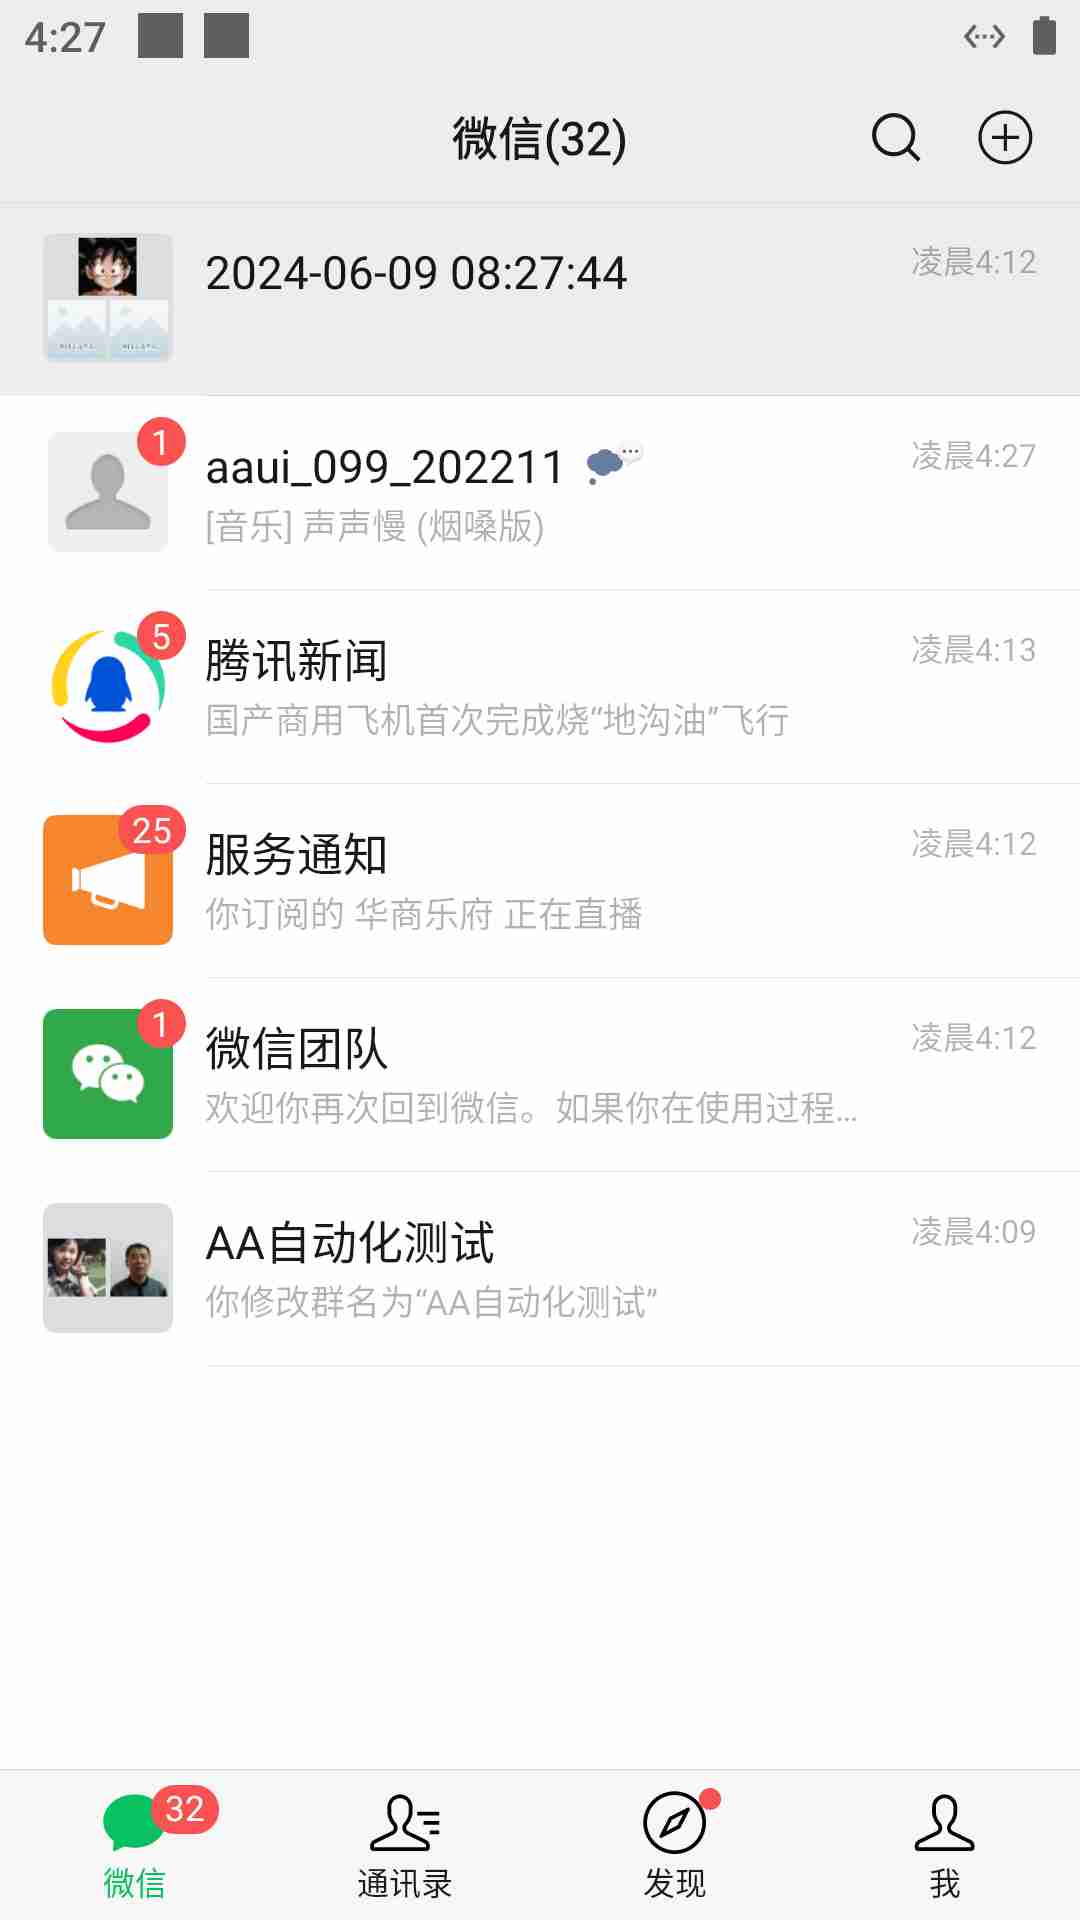 4:27
微信(32)
2024-06-09 08:27:44
凌晨4:12
1
aaui_099_202211
凌晨4:27
[音乐] 声声慢 (烟嗓版)
5
腾讯新闻
凌晨4:13
国产商用飞机首次完成烧“地沟油”飞行
25
服务通知
凌晨4:12
你订阅的 华商乐府 正在直播
1
微信团队
凌晨4:12
欢迎你再次回到微信。如果你在使用过程...
AA自动化测试
凌晨4:09
你修改群名为“AA自动化测试”
32
微信
通讯录
发现
我